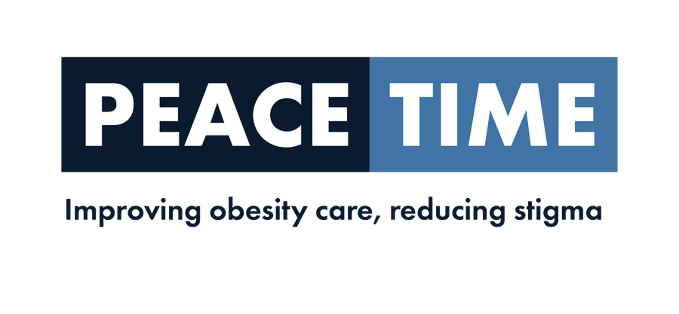 PEACE TIME
Improving obesity care, reducing stigma